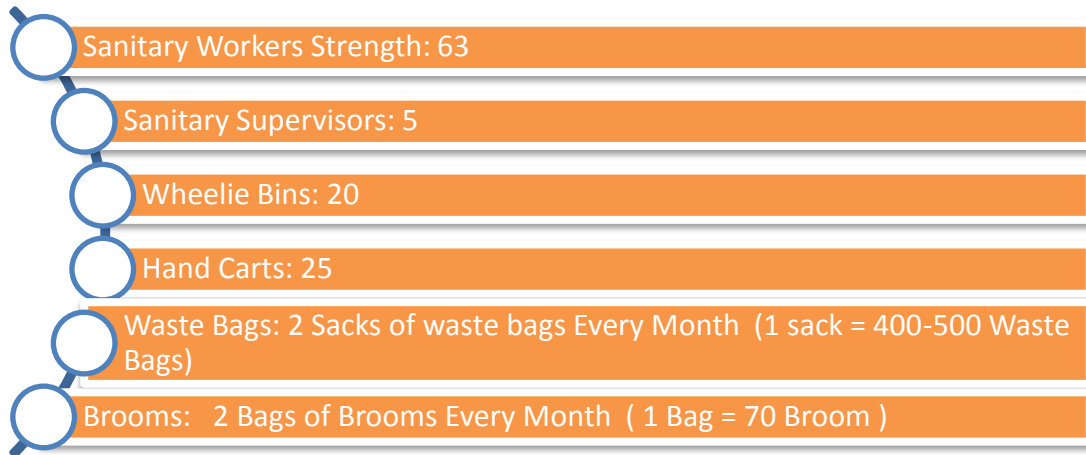 Sanitary Workers Strength: 63
Sanitary Supervisors: 5
Wheelie Bins: 20
Hand Carts: 25
Waste Bags: 2 Sacks of waste bags Every Month (1 sack = 400-500 Waste
Bags)
Brooms: 2 Bags of Brooms Every Month ( 1 Bag = 70 Broom )